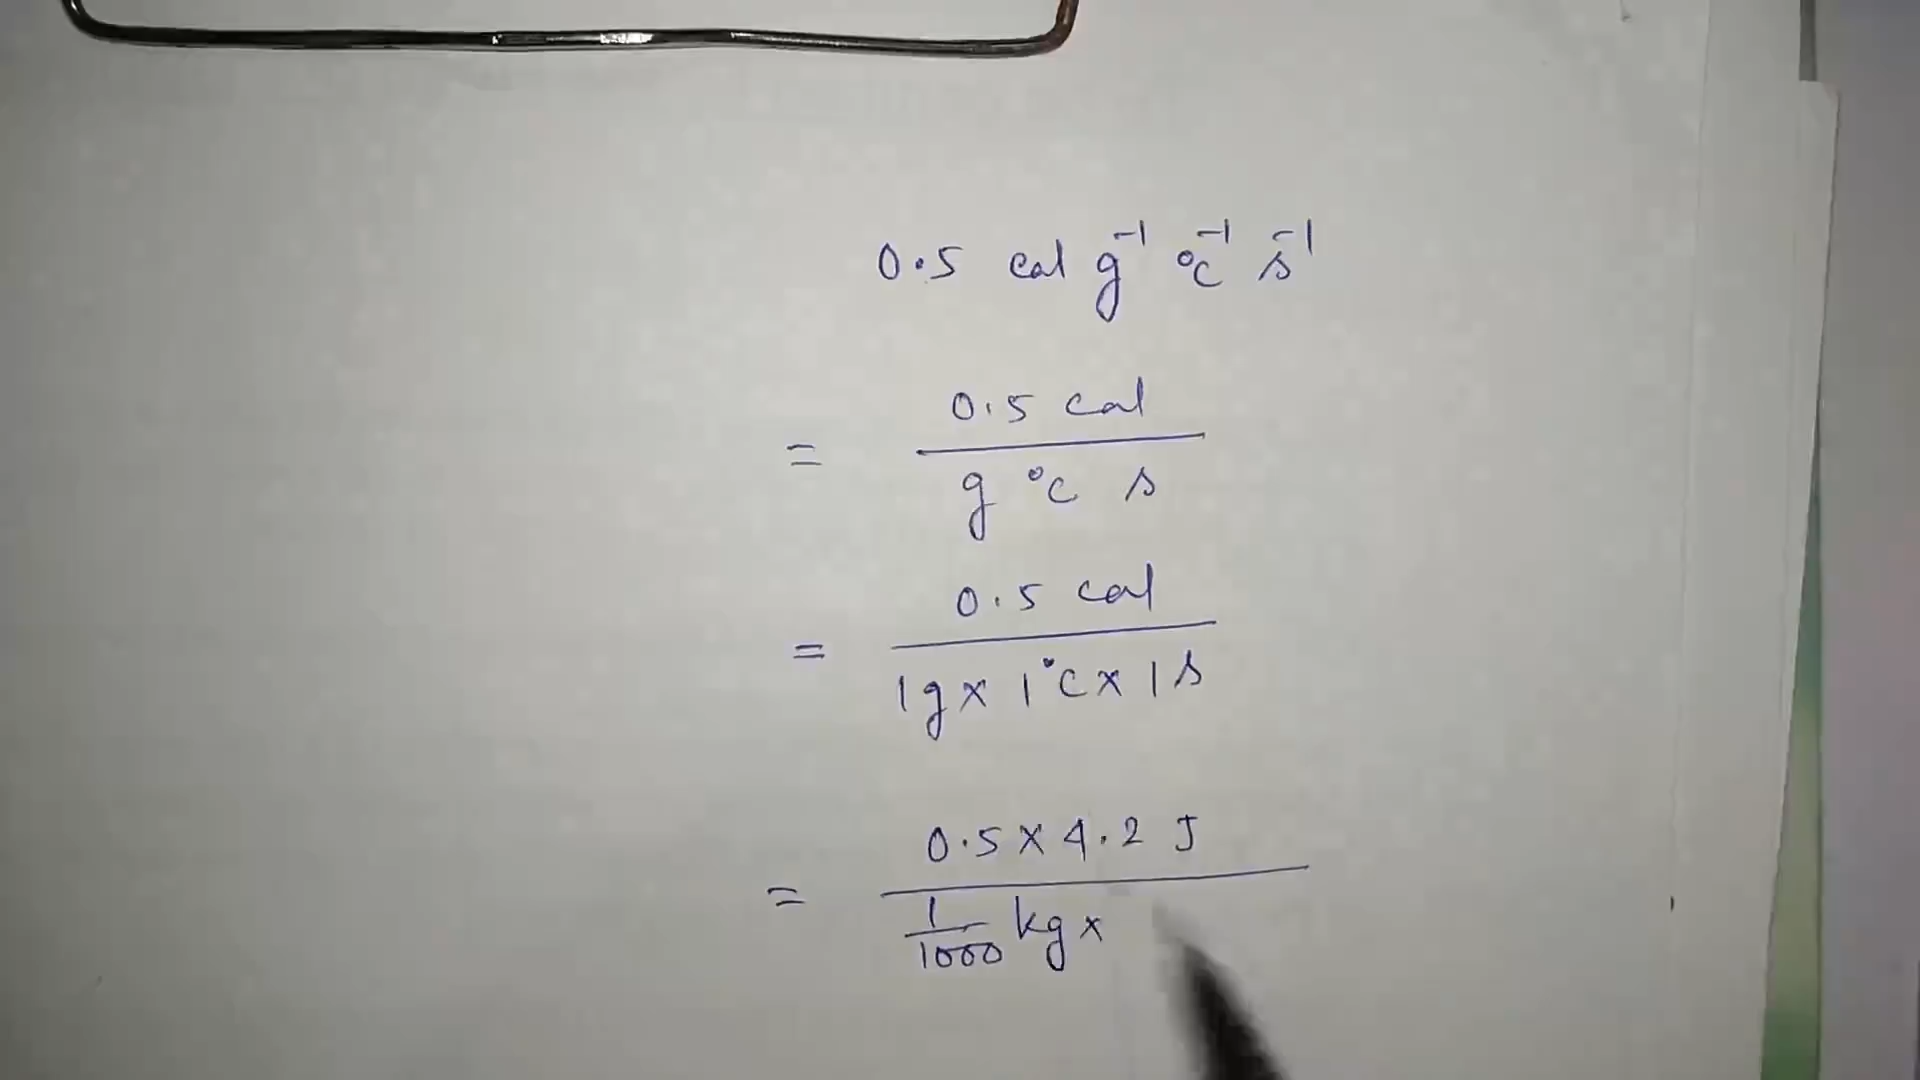 0.5 cal g⁻¹ °C⁻¹ s⁻¹
= 0.5 cal
g °C s
= 0.5 cal
1g x 1°C x 1s
= 0.5 x 4.2 J
1/1000 kg x